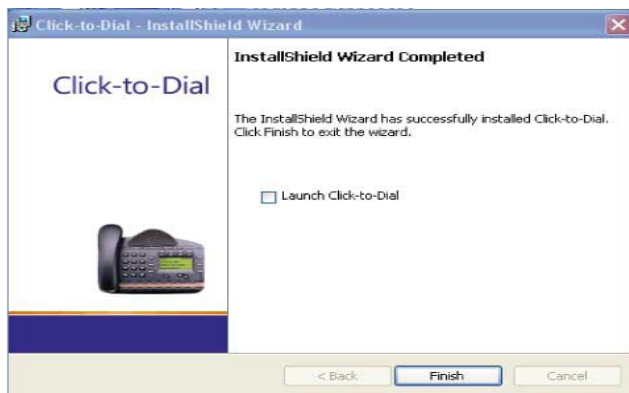 Click-to-Dial - InstallShield Wizard
InstallShield Wizard Completed
Click-to-Dial
The InstallShield Wizard has successfully installed Click-to-Dial.
Click Finish to exit the wizard.
Launch Click-to-Dial
< Back
Finish
Cancel